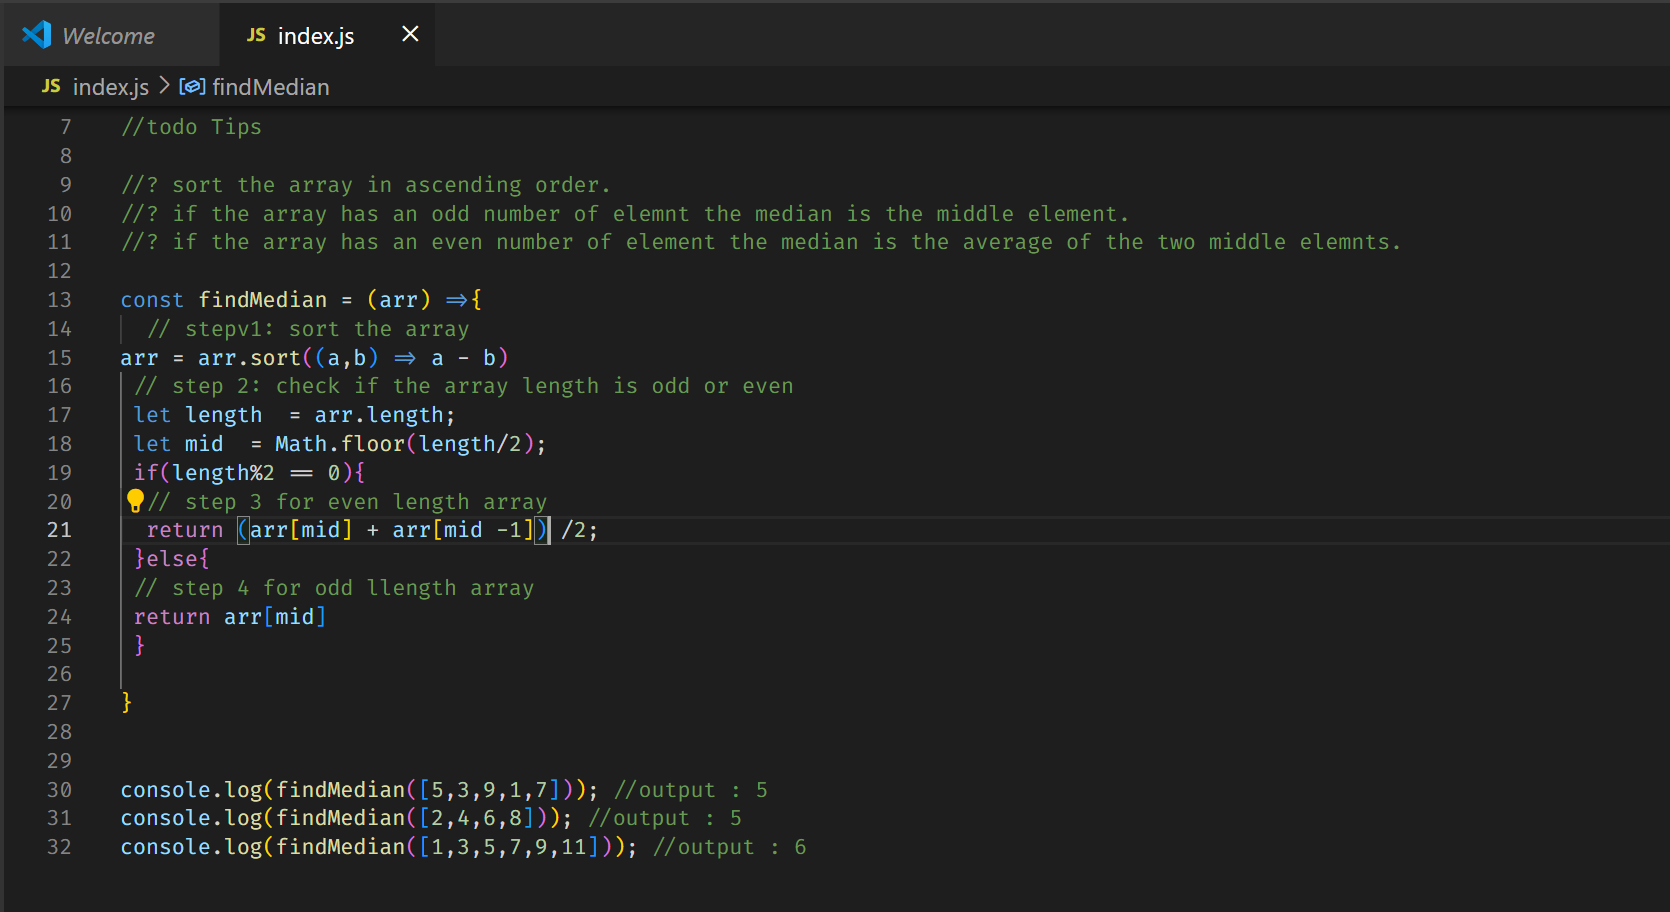 Welcome JS index.js ×
JS index.js > findMedian
7 //todo Tips
8
9 //? sort the array in ascending order.
10 //? if the array has an odd number of elemnt the median is the middle element.
11 //? if the array has an even number of element the median is the average of the two middle elemnts.
12
13 const findMedian = (arr) =>{
14 // stepv1: sort the array
15 arr = arr.sort((a,b) => a - b)
16 // step 2: check if the array length is odd or even
17 let length  = arr.length;
18 let mid  = Math.floor(length/2);
19 if(length%2 == 0){
20 // step 3 for even length array
21 return (arr[mid] + arr[mid -1]) /2;
22 }else{
23 // step 4 for odd llength array
24 return arr[mid]
25 }
26
27 }
28
29
30 console.log(findMedian([5,3,9,1,7])); //output : 5
31 console.log(findMedian([2,4,6,8])); //output : 5
32 console.log(findMedian([1,3,5,7,9,11])); //output : 6